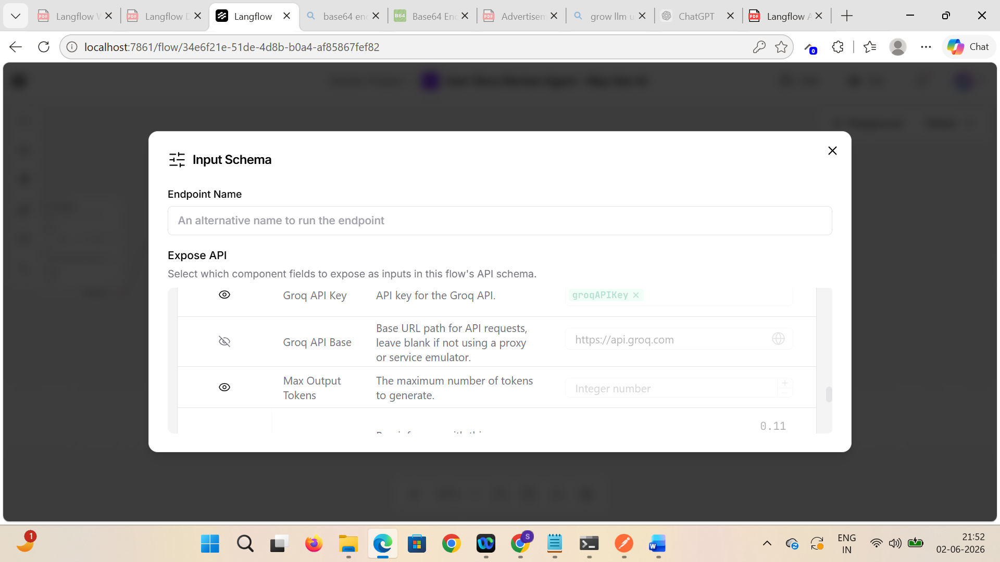 Langflow V
Langflow D
Langflow
base64 enc
B64
Base64 Enc
Advertisem
grow llm u
ChatGPT
Langflow A
localhost:7861/flow/34e6f21e-51de-4d8b-b0a4-af85867fef82
0
Chat
Input Schema
Endpoint Name
An alternative name to run the endpoint
Expose API
Select which component fields to expose as inputs in this flow's API schema.
Groq API Key
API key for the Groq API.
groqAPIKey
Groq API Base
Base URL path for API requests,
leave blank if not using a proxy
or service emulator.
https://api.groq.com
Max Output
Tokens
The maximum number of tokens
to generate.
Integer number
0.11
1
S
ENG
IN
21:52
02-06-2026